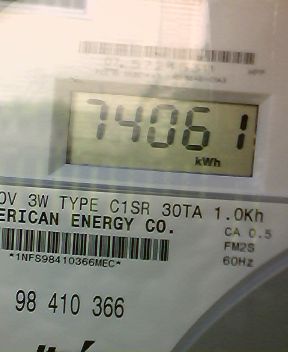 74061
kWh
0V 3W TYPE C1SR 30TA 1.0Kh
ERICAN ENERGY CO.
CA 0.5
FM2S
60Hz
*1NFS98410366MEC*
98 410 366